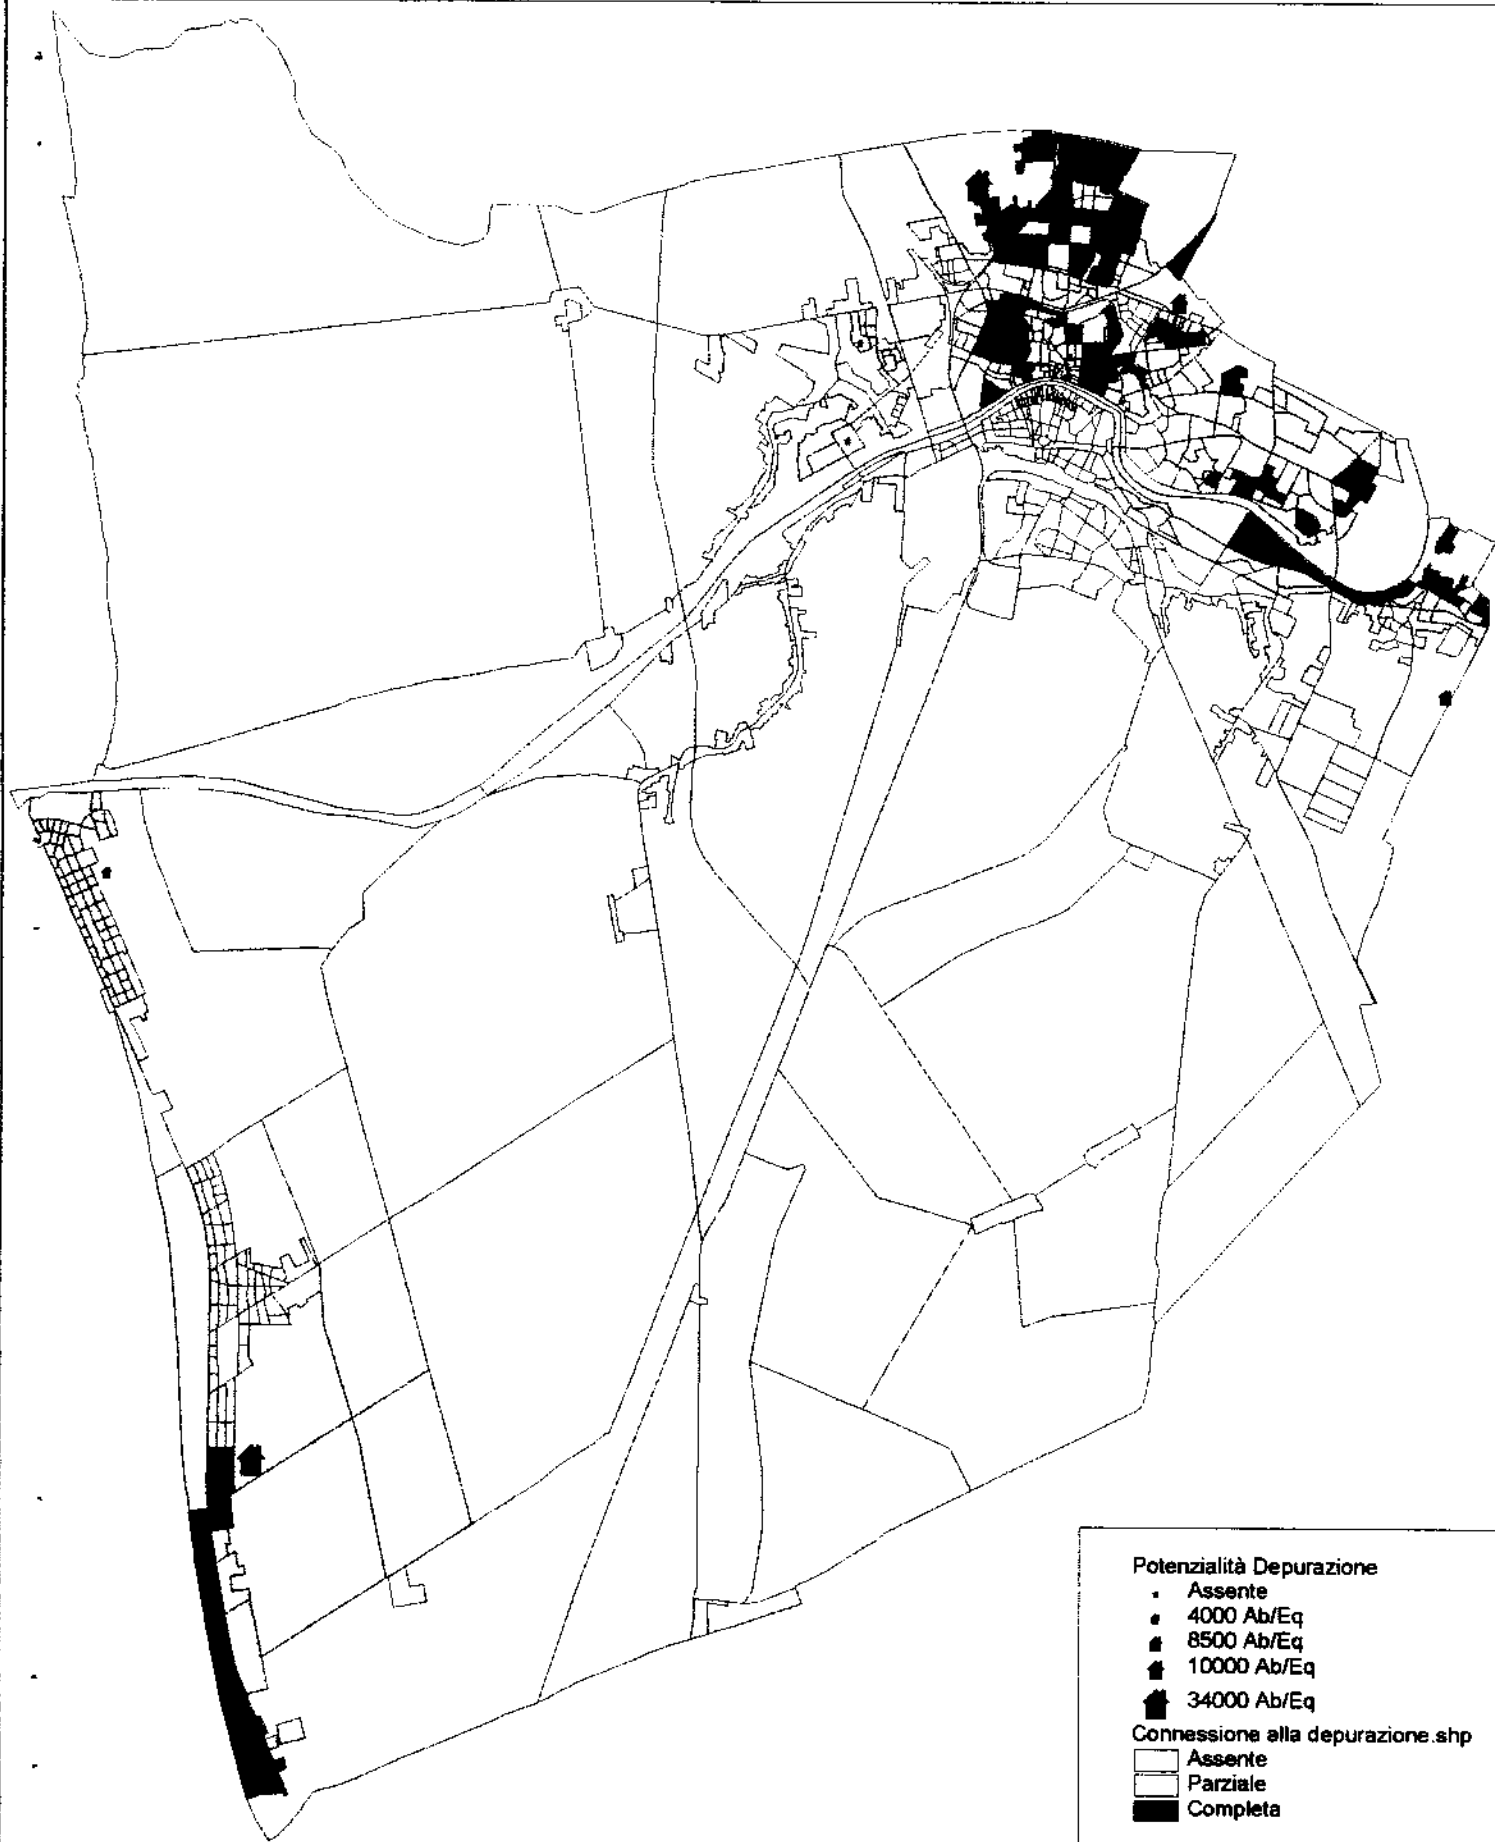 Potenzialità Depurazione
Assente
4000 Ab/Eq
8500 Ab/Eq
10000 Ab/Eq
34000 Ab/Eq
Connessione alla depurazione.shp
Assente
Parziale
Completa